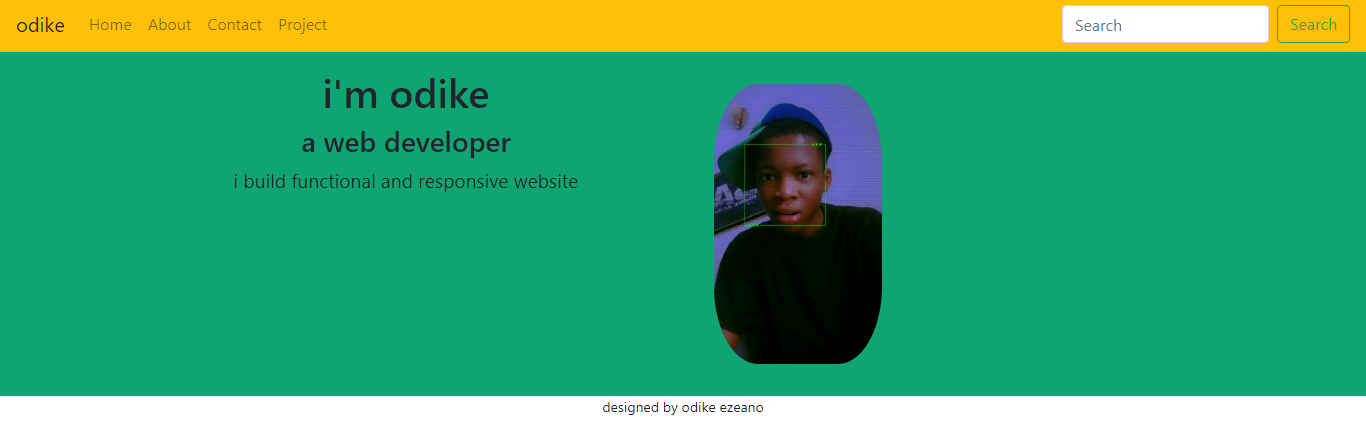 odike Home About Contact Project Search Search
i'm odike
a web developer
i build functional and responsive website
designed by odike ezeano